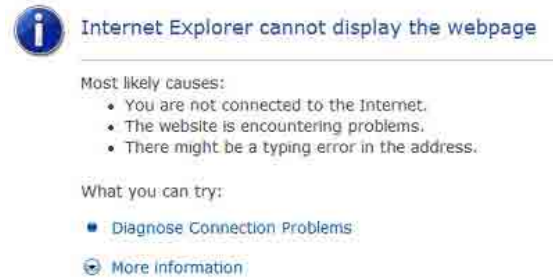 Internet Explorer cannot display the webpage
Most likely causes:
• You are not connected to the Internet.
• The website is encountering problems.
• There might be a typing error in the address.
What you can try:
Diagnose Connection Problems
More information